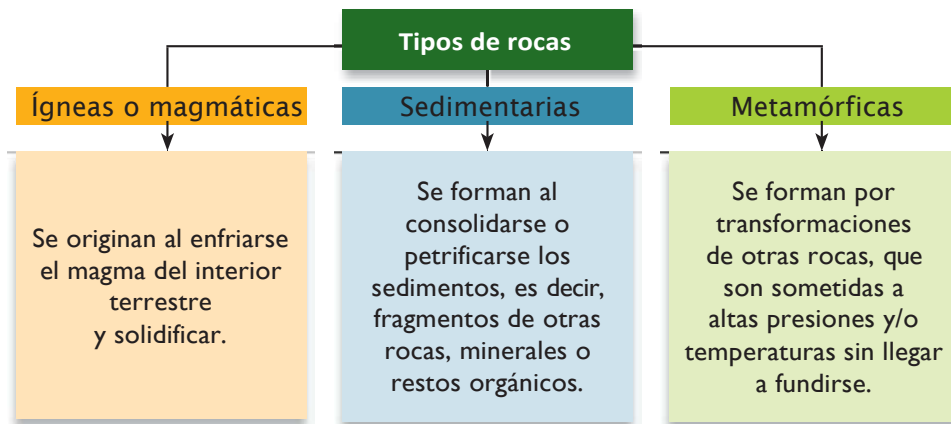 Tipos de rocas
Ígneas o magmáticas
Se originan al enfriarse
el magma del interior
terrestre
y solidificar.
Sedimentarias
Se forman al
consolidarse o
petrificarse los
sedimentos, es decir,
fragmentos de otras
rocas, minerales o
restos orgánicos.
Metamórficas
Se forman por
transformaciones
de otras rocas, que
son sometidas a
altas presiones y/o
temperaturas sin llegar
a fundirse.